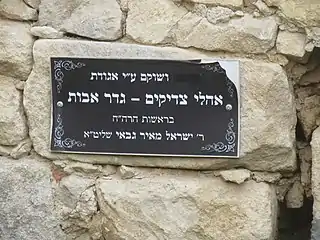 ושוקם ע״י אגודת
אהלי צדיקים – גדר אבות
בראשות הרה״ח
ר׳ ישראל מאיר גבאי שליט״א